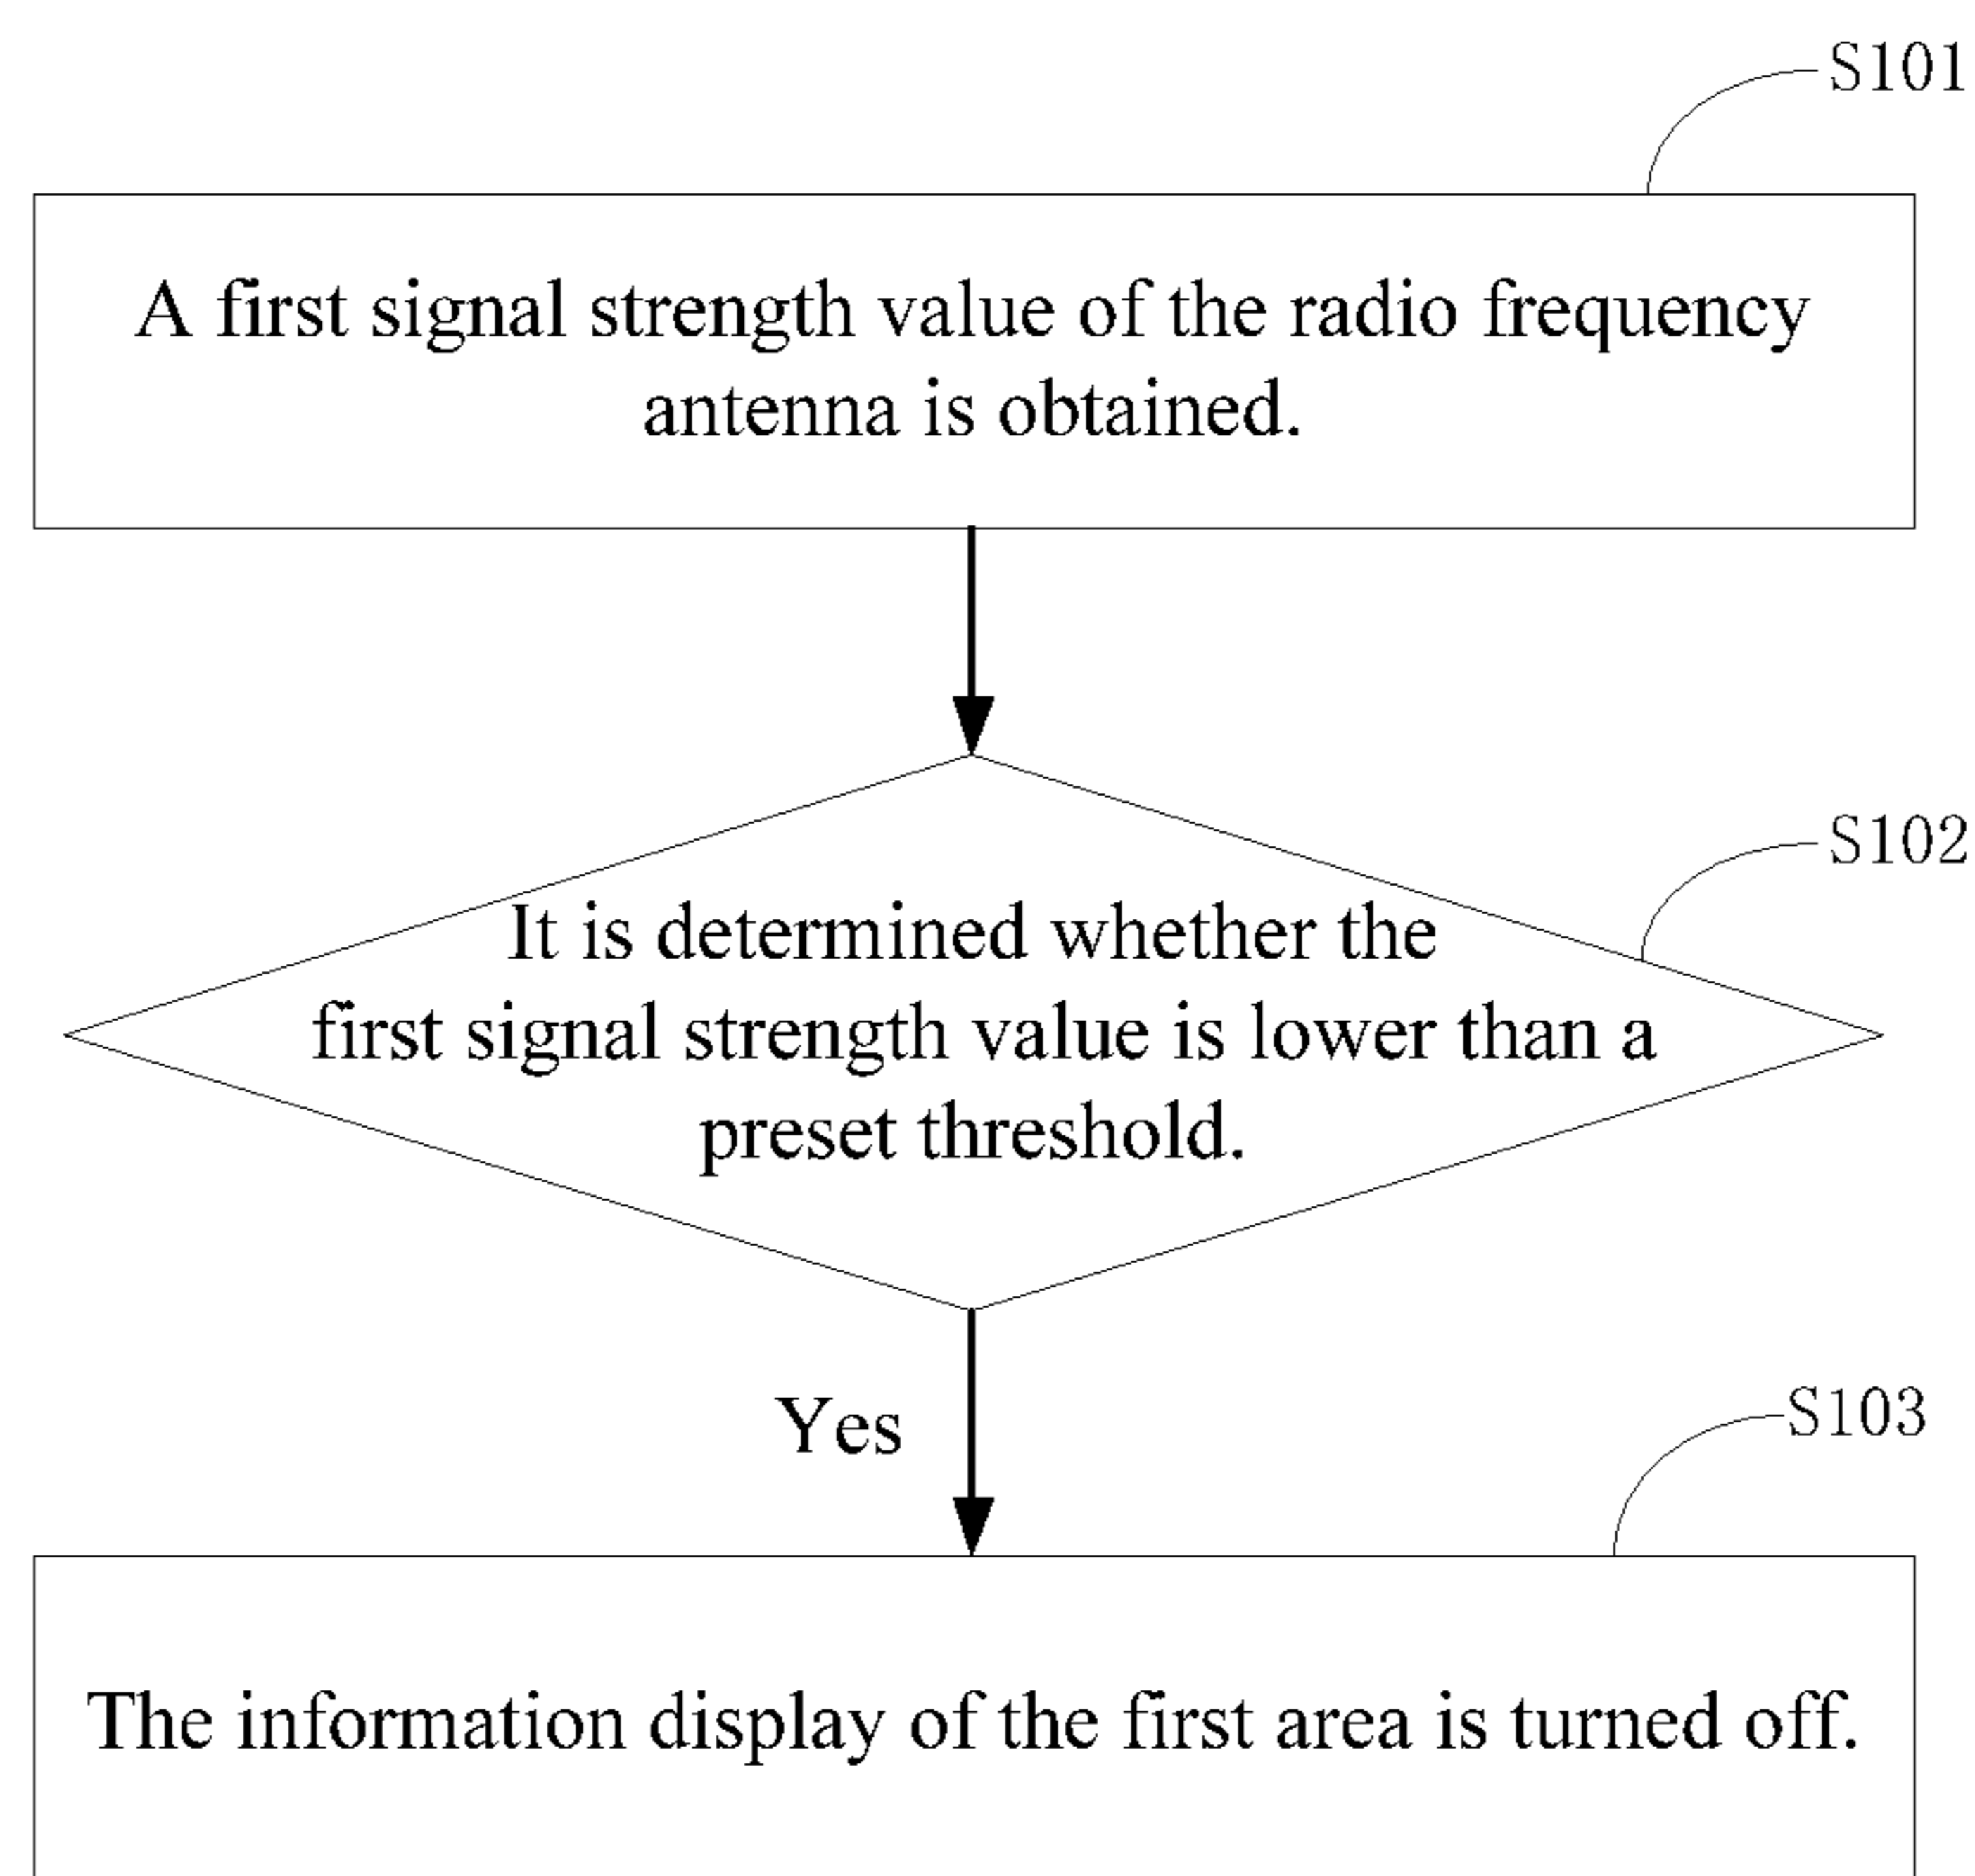 S101
A first signal strength value of the radio frequency
antenna is obtained.
S102
It is determined whether the
first signal strength value is lower than a
preset threshold.
Yes
S103
The information display of the first area is turned off.